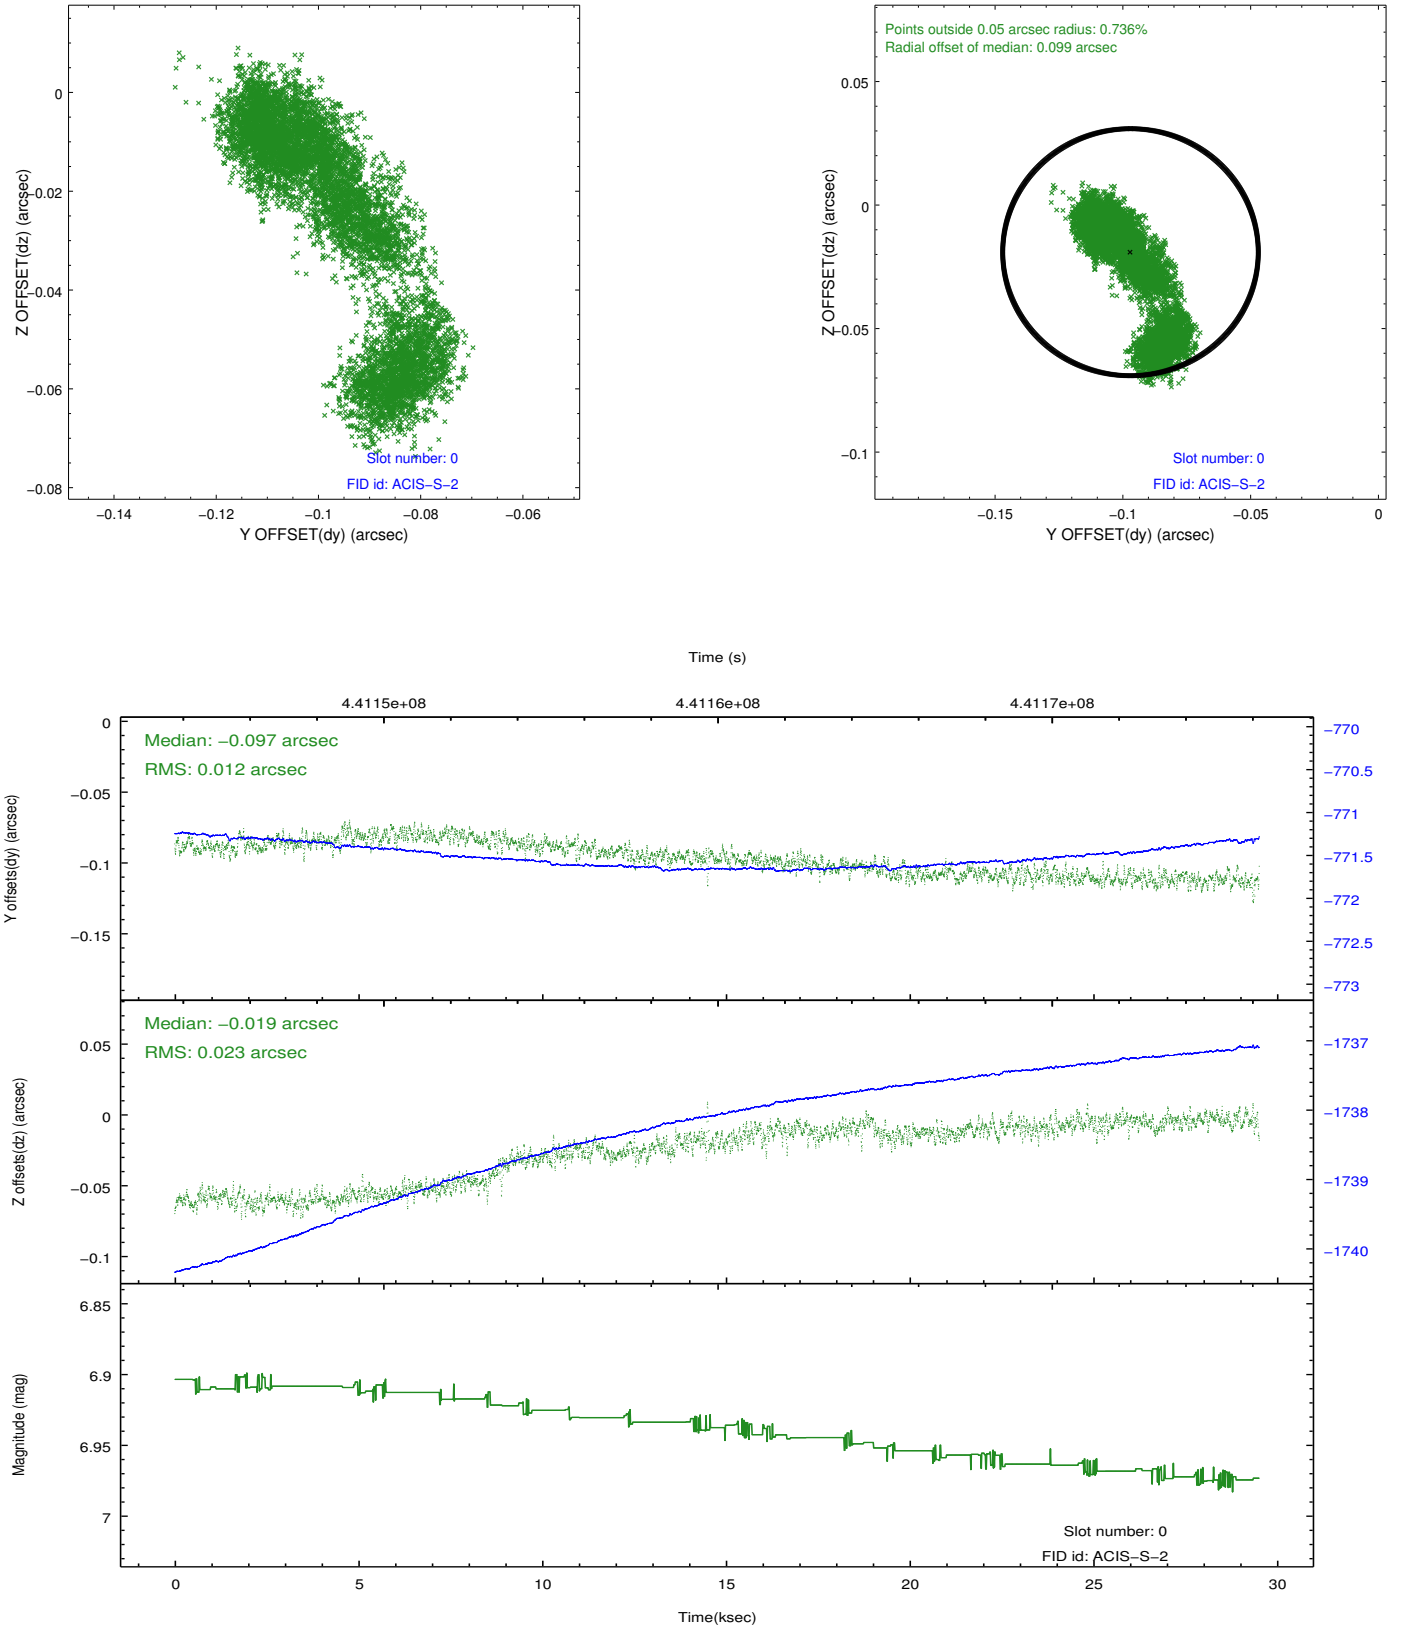 0
−0.02
−0.04
−0.06
−0.08
Z OFFSET(dz) (arcsec)
Slot number: 0
FID id: ACIS−S−2
−0.14
−0.12
−0.1
−0.08
−0.06
Y OFFSET(dy) (arcsec)
Points outside 0.05 arcsec radius: 0.736%
Radial offset of median: 0.099 arcsec
0.05
0
−0.05
−0.1
Z OFFSET(dz) (arcsec)
Slot number: 0
FID id: ACIS−S−2
−0.15
−0.1
−0.05
0
Y OFFSET(dy) (arcsec)
Time (s)
4.4115e+08
4.4116e+08
4.4117e+08
Median: −0.097 arcsec
RMS: 0.012 arcsec
0
−0.05
−0.1
−0.15
Y offsets(dy) (arcsec)
−770
−770.5
−771
−771.5
−772
−772.5
−773
Median: −0.019 arcsec
RMS: 0.023 arcsec
0.05
0
−0.05
−0.1
Z offsets(dz) (arcsec)
−1737
−1738
−1739
−1740
6.85
6.9
6.95
7
Magnitude (mag)
Slot number: 0
FID id: ACIS−S−2
0
5
10
15
20
25
30
Time(ksec)